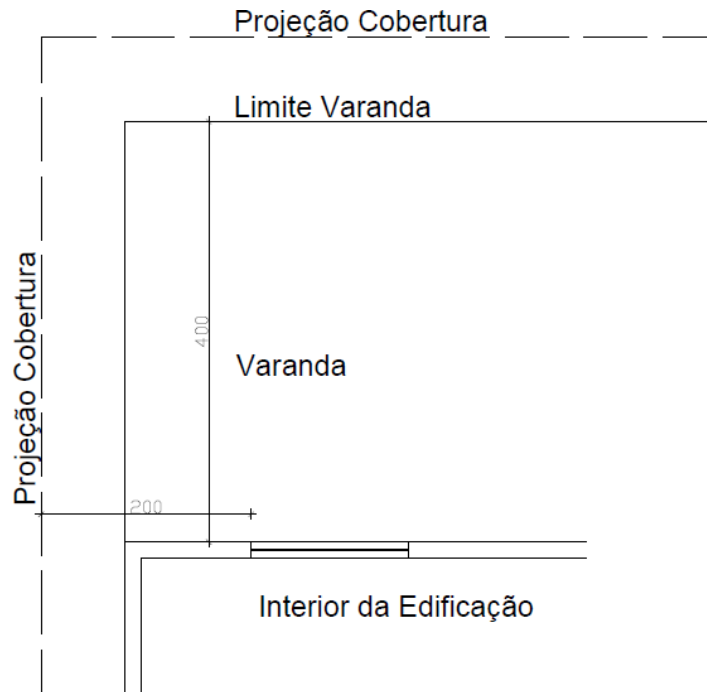 Projeção Cobertura
Limite Varanda
Projeção Cobertura
400
Varanda
200
Interior da Edificação